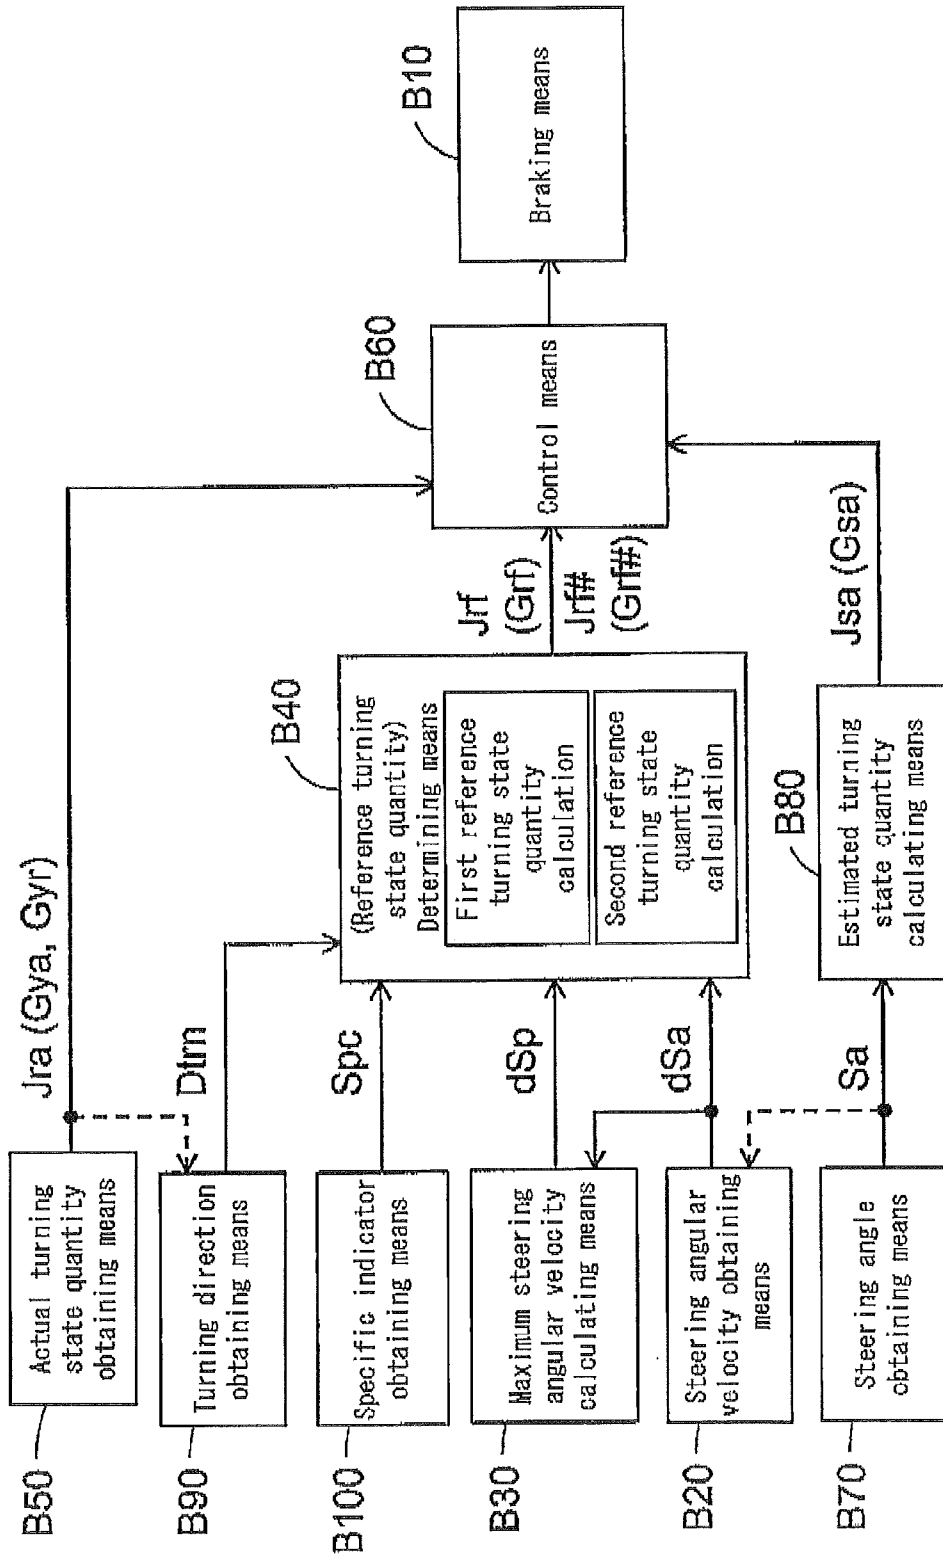 B50
Actual turning
state quantity
obtaining means
Jra (Gya, Gyr)
B90
Turning direction
obtaining means
Dtrn
B100
Specific indicator
obtaining means
Spc
B30
Maximum steering
angular velocity
calculating means
dSp
B20
Steering angular
velocity obtaining
means
dSa
B70
Steering angle
obtaining means
Sa
B40
(Reference turning
state quantity)
Determining means
First reference
turning state
quantity
calculation
Second reference
turning state
quantity
calculation
B80
Estimated turning
state quantity
calculating means
Jrf
(Grf)
Jrf#
(Grf#)
Jsa (Gsa)
B60
Control means
B10
Braking means